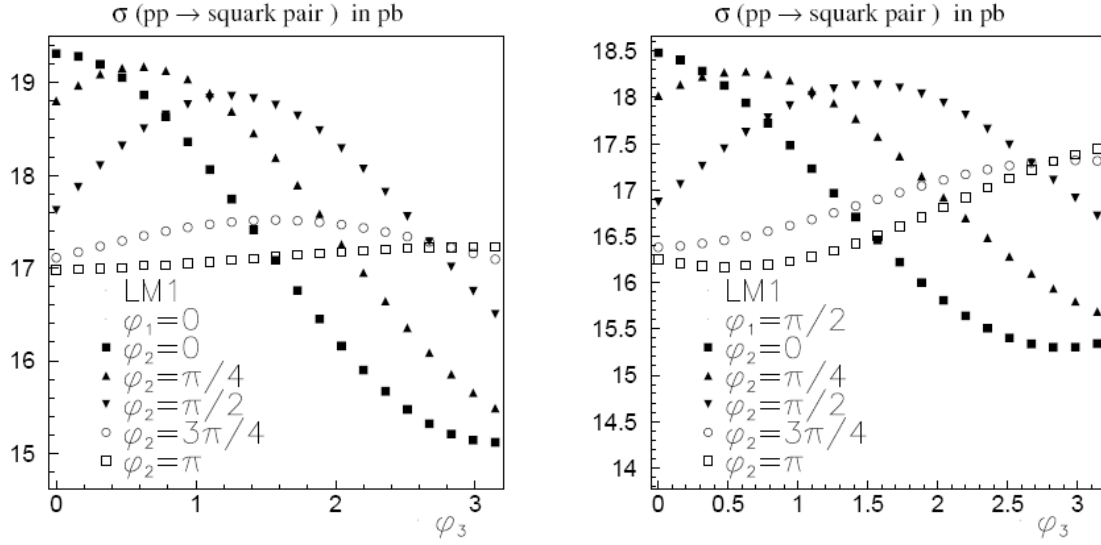 σ (pp → squark pair ) in pb
19
18
17
16
15
LM1
φ₁=0
φ₂=0
φ₂=π/4
φ₂=π/2
φ₂=3π/4
φ₂=π
0
1
2
3
φ₃
σ (pp → squark pair ) in pb
18.5
18
17.5
17
16.5
16
15.5
15
14.5
14
LM1
φ₁=π/2
φ₂=0
φ₂=π/4
φ₂=π/2
φ₂=3π/4
φ₂=π
0
0.5
1
1.5
2
2.5
3
φ₃